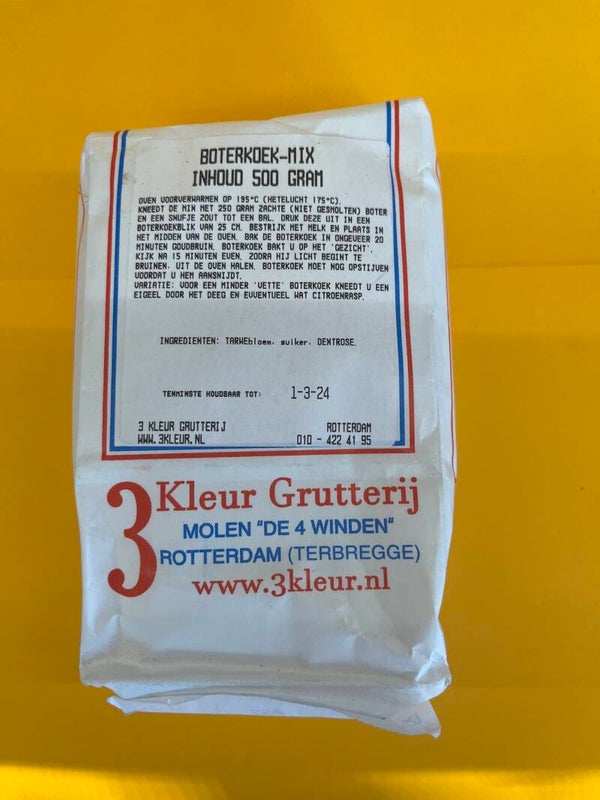 BOTERKOEK-MIX
INHOUD 500 GRAM
OVEN VOORVERWARMEN OP 195°C (HETELUCHT 175°C).
KNEEDT DE MIX MET 250 GRAM ZACHTE (NIET GESMOLTEN) BOTER
EN EEN SNUFJE ZOUT TOT EEN BAL. DRUK DEZE UIT IN EEN
BOTERKOEKBLIK VAN 25 CM. BESTRIJK MET MELK EN PLAATS IN
HET MIDDEN VAN DE OVEN. BAK DE BOTERKOEK IN ONGEVEER 20
MINUTEN GOUDBRUIN. BOTERKOEK BAKT U OP HET 'GEZICHT'.
KIJK NA 15 MINUTEN EVEN, ZODRA HIJ LICHT BEGINT TE
BRUINEN, UIT DE OVEN HALEN. BOTERKOEK MOET NOG OPSTIJVEN
VOORDAT U HEM AANSNIJDT.
VARIATIE: VOOR EEN MINDER 'VETTE' BOTERKOEK KNEEDT U EEN
EIGEEL DOOR HET DEEG EN EUVENTUEEL WAT CITROENRASP.
INGREDIENTEN: TARWEbloem, suiker, DEXTROSE.
TENMINSTE HOUDBAAR TOT: 1-3-24
3 KLEUR GRUTTERIJ ROTTERDAM
WWW.3KLEUR.NL 010 - 422 41 95
3 Kleur Grutterij
MOLEN "DE 4 WINDEN"
ROTTERDAM (TERBREGGE)
www.3kleur.nl